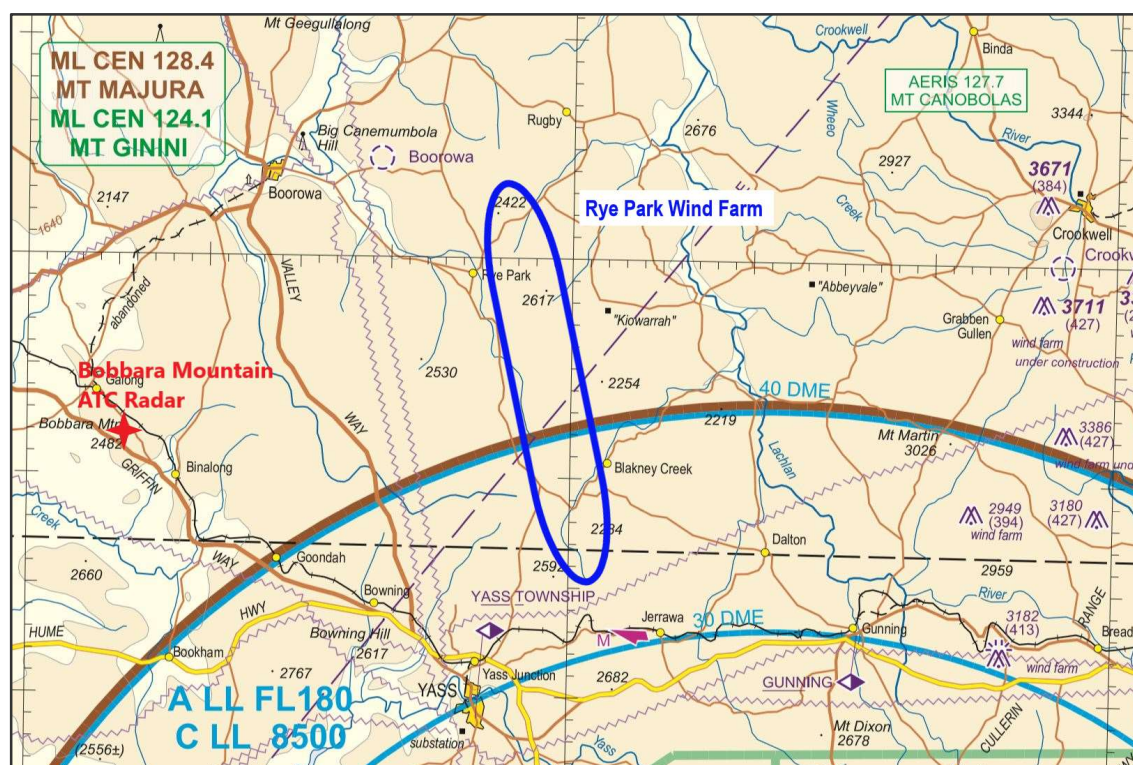 Mt Geegullalong
Crookwell
Binda
ML CEN 128.4
MT MAJURA
ML CEN 124.1
MT GININI
AERIS 127.7
MT CANOBOLAS
Big Canemumbola
Hill
Rugby
2676
Wheeo
3344
River
Boorowa
2927
3671
(384)
Boorowa
2147
1640
2422
Rye Park Wind Farm
Creek
Crookwell
VALLEY
Rye Park
2617
"Kiowarrah"
"Abbeyvale"
Grabben
Gullen
3711
(427)
abandoned
wind farm
under construction
2530
Bobbara Mountain
ATC Radar
Galong
2254
40 DME
2219
WAY
Bobbara Mtn
2482
Mt Martin
3026
3386
(427)
Binalong
GRIFFIN
Blakney Creek
Lachlan
2949
(394)
wind farm
3180
(427)
Creek
WAY
2284
Dalton
2660
Goondah
2592
2959
Bowning
YASS TOWNSHIP
River
HWY
HUME
Jerrawa
30 DME
3182
(413)
M
Gunning
RANGE
Bowning Hill
2617
wind farm
Bookham
2767
Yass Junction
YASS
2682
GUNNING
A LL FL180
C LL 8500
Mt Dixon
2678
CULLERIN
(2556±)
substation
Yass